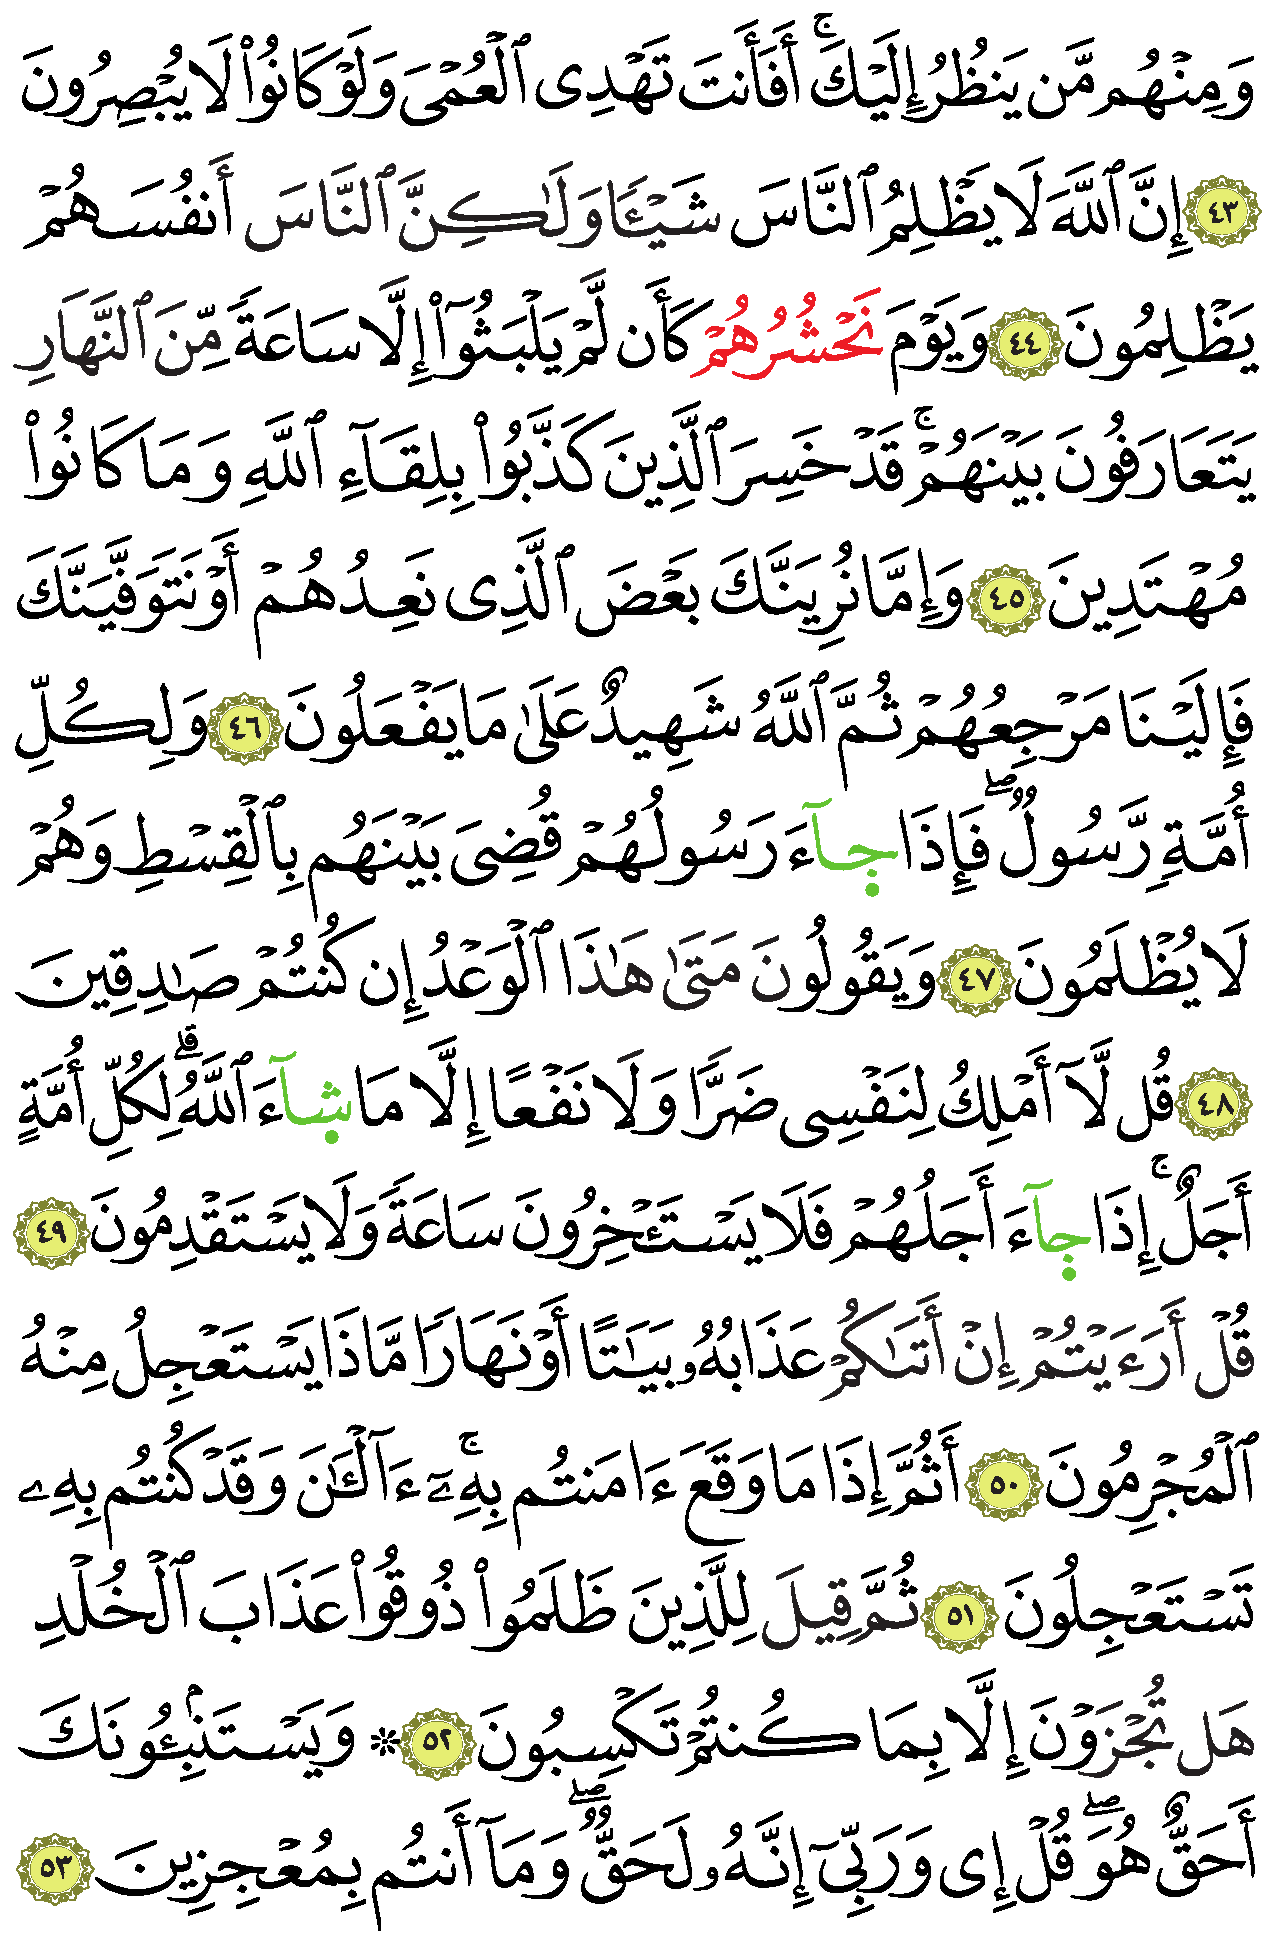 وَمِنْهُم مَّن يَنظُرُ إِلَيْكَ ۚ أَفَأَنتَ تَهْدِى ٱلْعُمْىَ وَلَوْ كَانُوا۟ لَا يُبْصِرُونَ
٤٣ إِنَّ ٱللَّهَ لَا يَظْلِمُ ٱلنَّاسَ شَيْـًٔا وَلَـٰكِنَّ ٱلنَّاسَ أَنفُسَهُمْ
يَظْلِمُونَ ٤٤ وَيَوْمَ نَحْشُرُهُمْ كَأَن لَّمْ يَلْبَثُوٓا۟ إِلَّا سَاعَةً مِّنَ ٱلنَّهَارِ
يَتَعَارَفُونَ بَيْنَهُمْ ۚ قَدْ خَسِرَ ٱلَّذِينَ كَذَّبُوا۟ بِلِقَآءِ ٱللَّهِ وَمَا كَانُوا۟
مُهْتَدِينَ ٤٥ وَإِمَّا نُرِيَنَّكَ بَعْضَ ٱلَّذِى نَعِدُهُمْ أَوْ نَتَوَفَّيَنَّكَ
فَإِلَيْنَا مَرْجِعُهُمْ ثُمَّ ٱللَّهُ شَهِيدٌ عَلَىٰ مَا يَفْعَلُونَ ٤٦ وَلِكُلِّ
أُمَّةٍ رَّسُولٌ ۖ فَإِذَا جَآءَ رَسُولُهُمْ قُضِىَ بَيْنَهُم بِٱلْقِسْطِ وَهُمْ
لَا يُظْلَمُونَ ٤٧ وَيَقُولُونَ مَتَىٰ هَـٰذَا ٱلْوَعْدُ إِن كُنتُمْ صَـٰدِقِينَ
٤٨ قُل لَّآ أَمْلِكُ لِنَفْسِى ضَرًّا وَلَا نَفْعًا إِلَّا مَا شَآءَ ٱللَّهُ ۗ لِكُلِّ أُمَّةٍ
أَجَلٌ ۚ إِذَا جَآءَ أَجَلُهُمْ فَلَا يَسْتَـْٔخِرُونَ سَاعَةً وَلَا يَسْتَقْدِمُونَ ٤٩
قُلْ أَرَءَيْتُمْ إِنْ أَتَىٰكُمْ عَذَابُهُۥ بَيَـٰتًا أَوْ نَهَارًا مَّاذَا يَسْتَعْجِلُ مِنْهُ
ٱلْمُجْرِمُونَ ٥٠ أَثُمَّ إِذَا مَا وَقَعَ ءَامَنتُم بِهِۦٓ ۚ ءَآلْـَٔـٰنَ وَقَدْ كُنتُم بِهِۦ
تَسْتَعْجِلُونَ ٥١ ثُمَّ قِيلَ لِلَّذِينَ ظَلَمُوا۟ ذُوقُوا۟ عَذَابَ ٱلْخُلْدِ
هَلْ تُجْزَوْنَ إِلَّا بِمَا كُنتُمْ تَكْسِبُونَ ٥٢ ۞ وَيَسْتَنۢبِـُٔونَكَ
أَحَقٌّ هُوَ ۖ قُلْ إِى وَرَبِّىٓ إِنَّهُۥ لَحَقٌّ ۖ وَمَآ أَنتُم بِمُعْجِزِينَ ٥٣